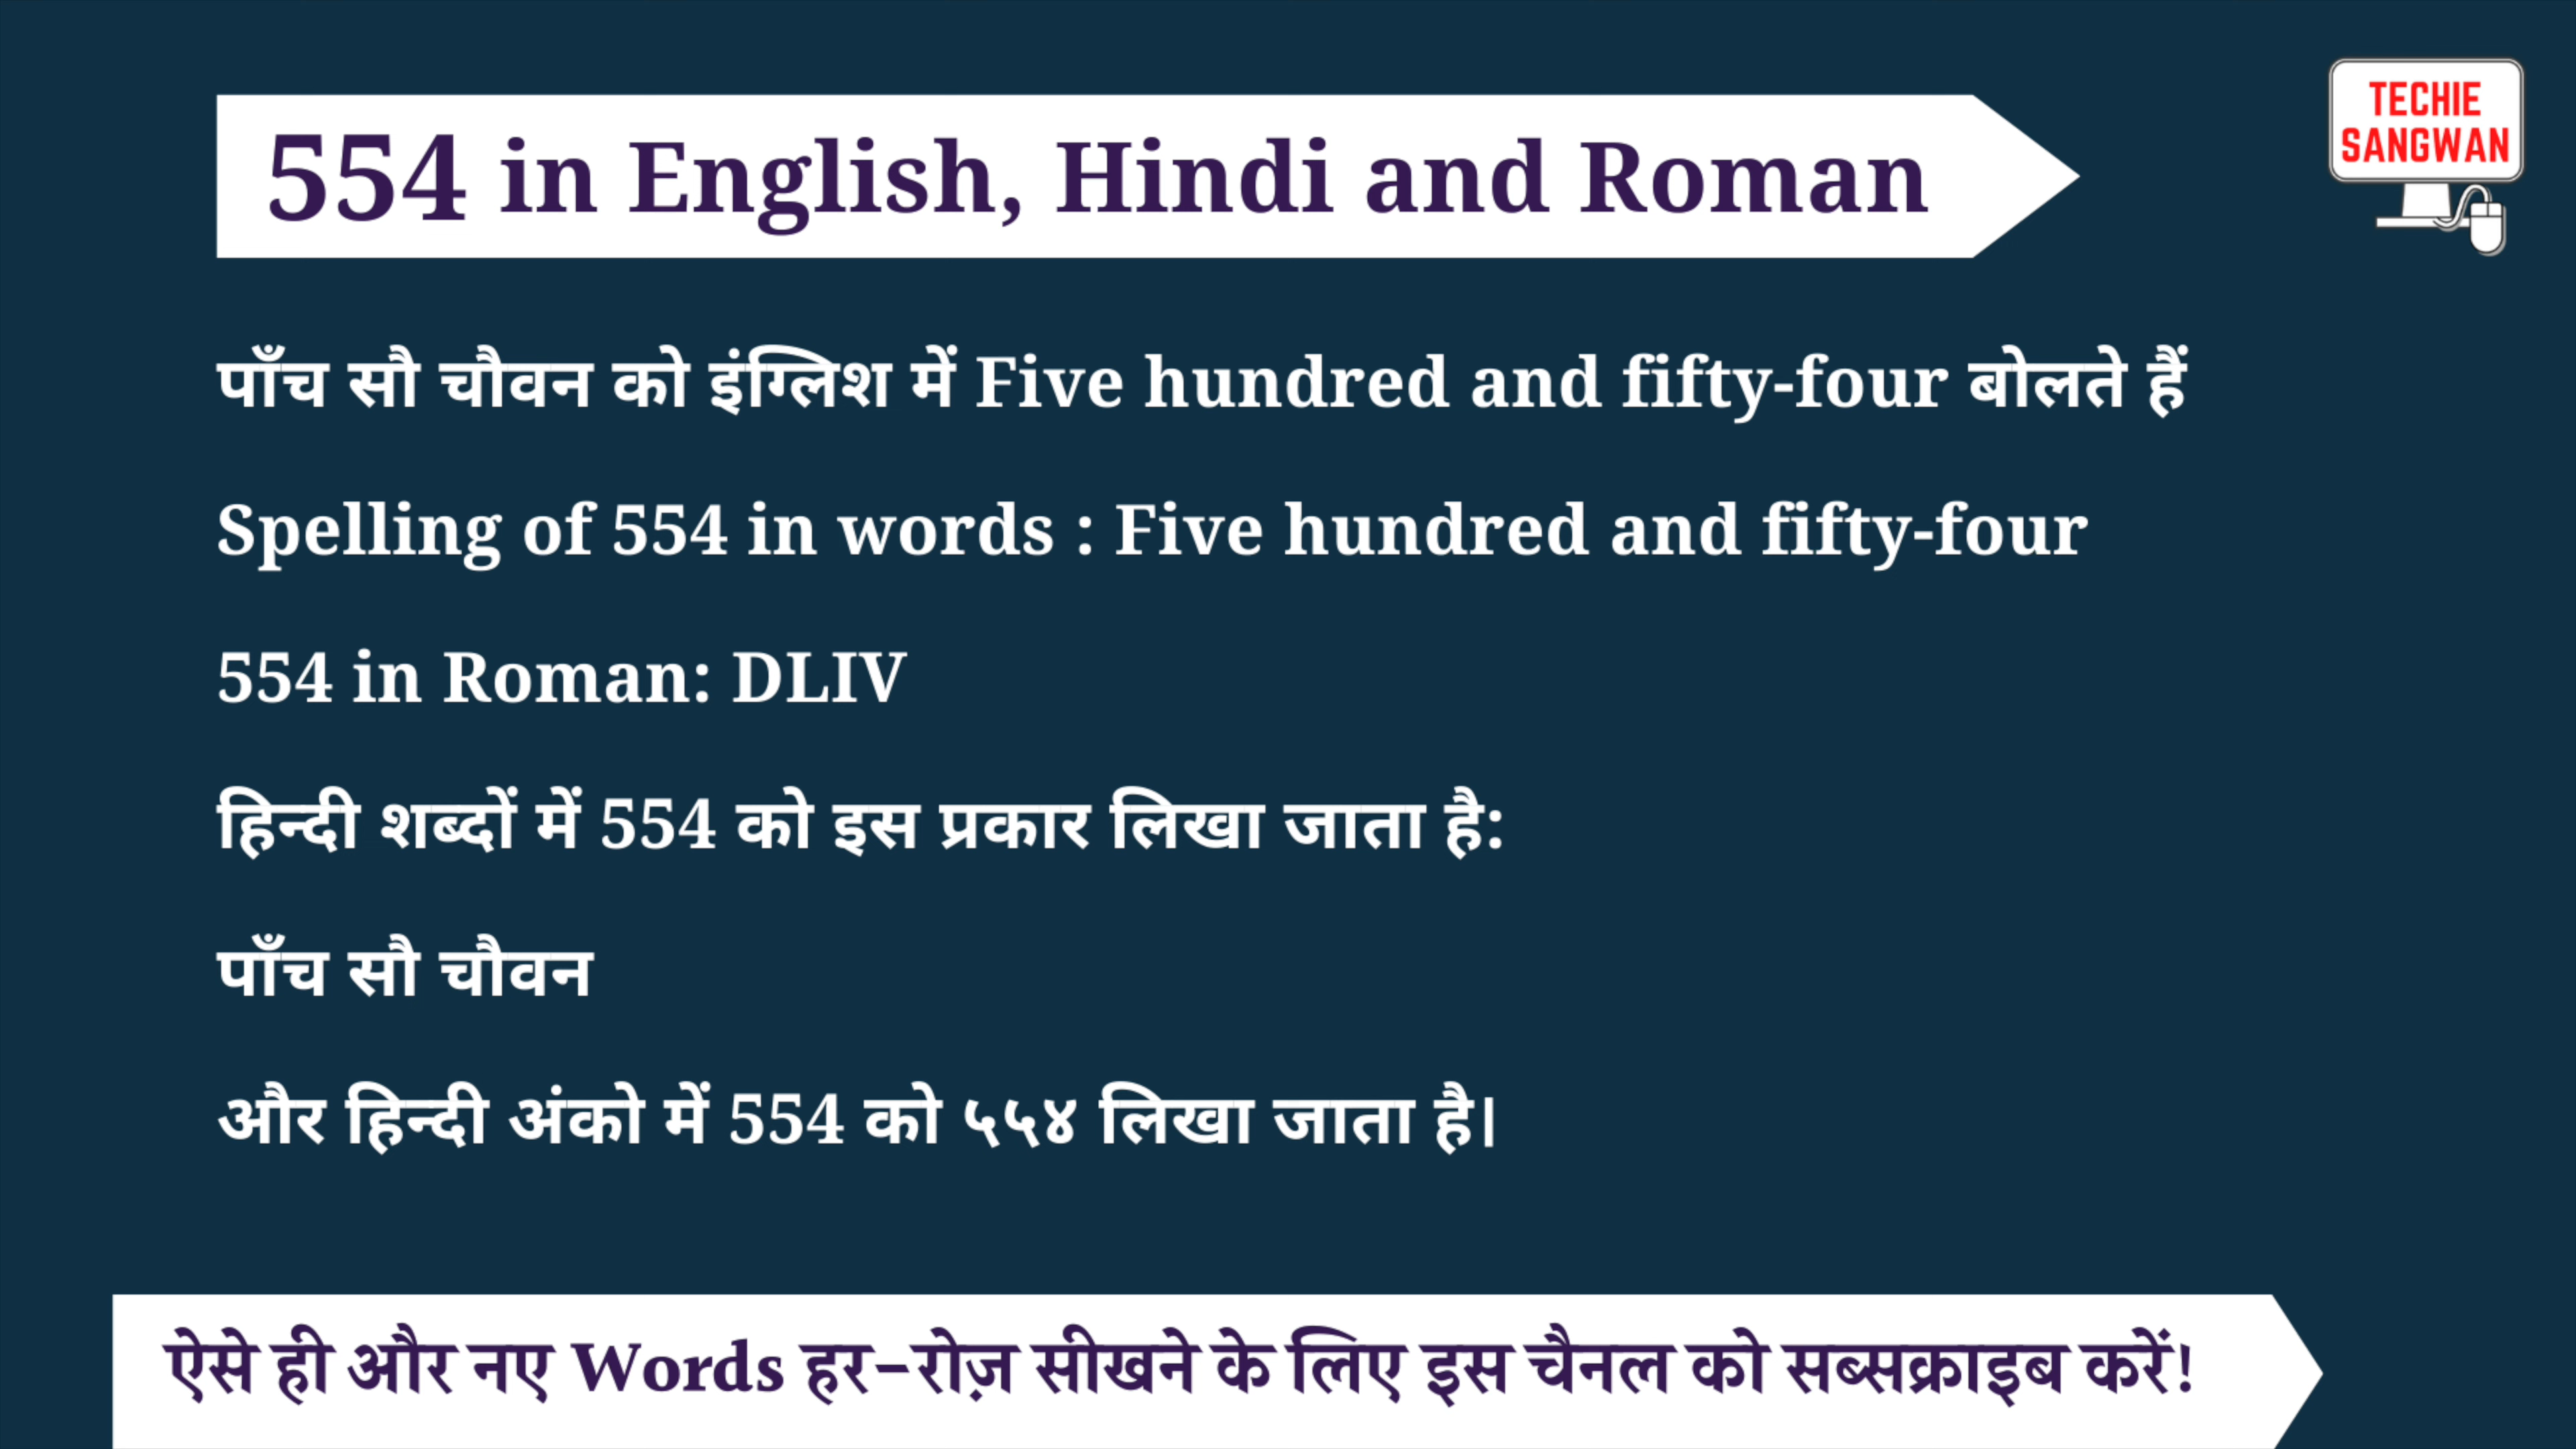 554 in English, Hindi and Roman
TECHIE
SANGWAN
पाँच सौ चौवन को इंग्लिश में Five hundred and fifty-four बोलते हैं
Spelling of 554 in words : Five hundred and fifty-four
554 in Roman: DLIV
हिन्दी शब्दों में 554 को इस प्रकार लिखा जाता है:
पाँच सौ चौवन
और हिन्दी अंको में 554 को ५५४ लिखा जाता है।
ऐसे ही और नए Words हर-रोज़ सीखने के लिए इस चैनल को सब्सक्राइब करें!